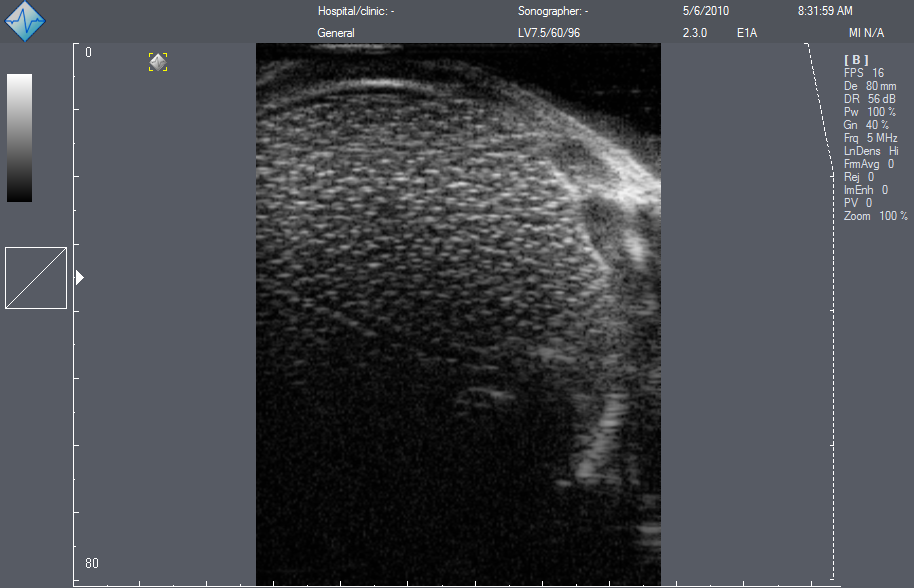 Hospital/clinic: - Sonographer: - 5/6/2010 8:31:59 AM
General LV7.5/60/96 2.3.0 E1A MI N/A
0
[ B ]
FPS 16
De 80 mm
DR 56 dB
Pw 100 %
Gn 40 %
Frq 5 MHz
LnDens Hi
FrmAvg 0
Rej 0
ImEnh 0
PV 0
Zoom 100 %
80